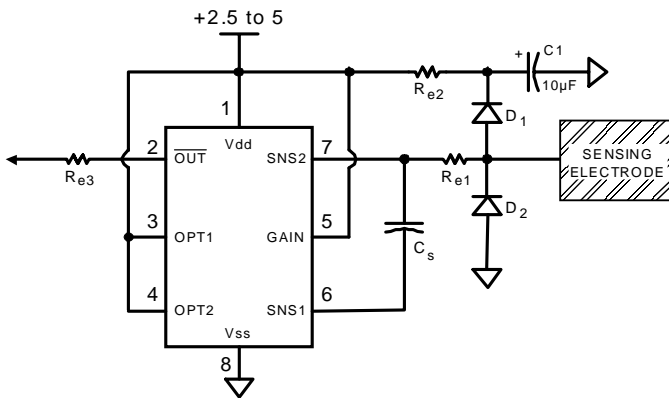 +2.5 to 5
C1
+
10µF
Re2
D1
1
Vdd
2
OUT
SNS2
7
Re3
Re1
SENSING
ELECTRODE
D2
3
OPT1
GAIN
5
Cs
4
OPT2
SNS1
6
Vss
8